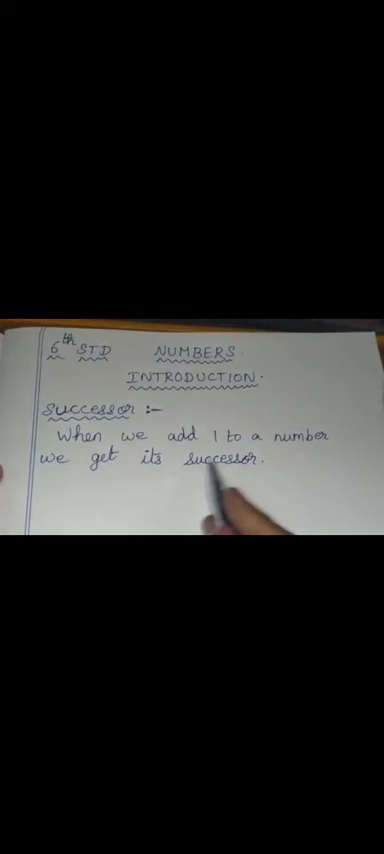 6th STD NUMBERS.
INTRODUCTION.
Successor :-
When we add 1 to a number
we get its successor.